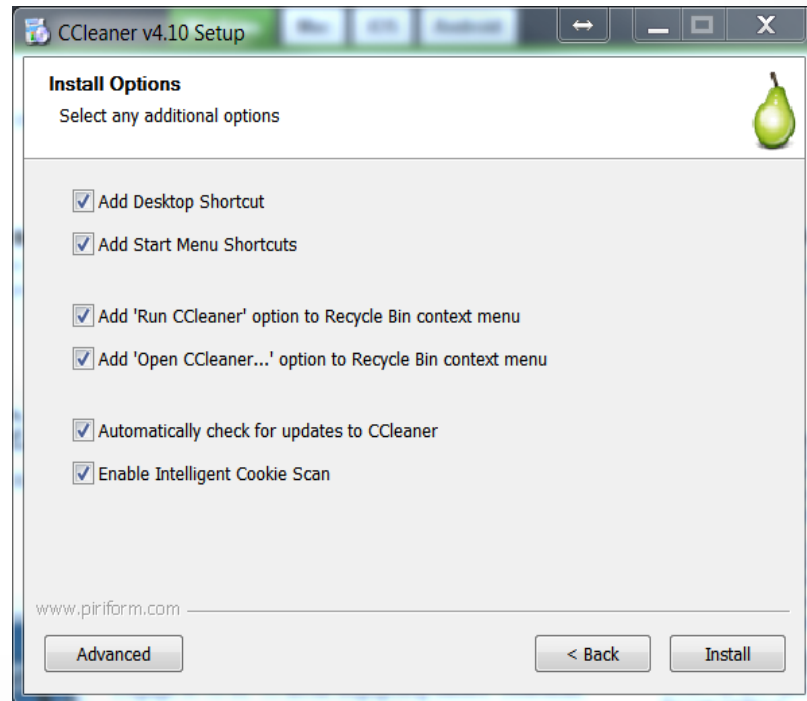 CCleaner v4.10 Setup
Install Options
Select any additional options
Add Desktop Shortcut
Add Start Menu Shortcuts
Add 'Run CCleaner' option to Recycle Bin context menu
Add 'Open CCleaner...' option to Recycle Bin context menu
Automatically check for updates to CCleaner
Enable Intelligent Cookie Scan
www.piriform.com
Advanced
< Back
Install